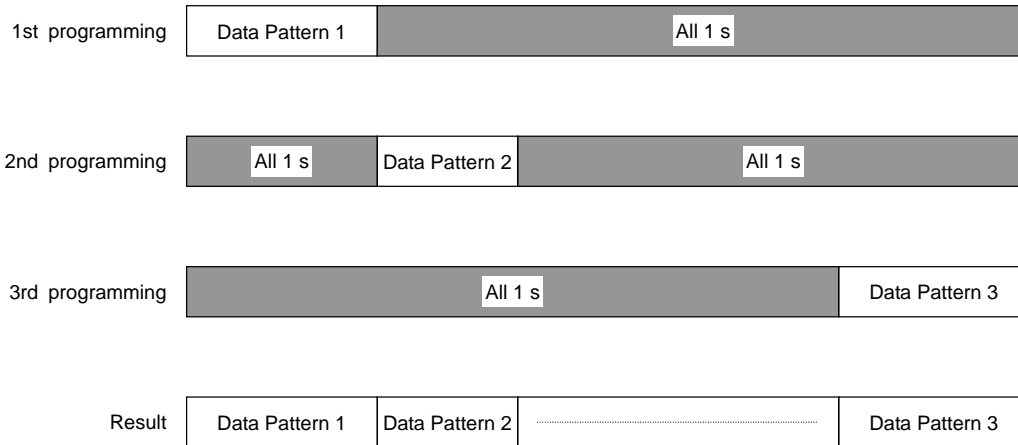 1st programming Data Pattern 1 All 1 s
2nd programming All 1 s Data Pattern 2 All 1 s
3rd programming All 1 s Data Pattern 3
Result Data Pattern 1 Data Pattern 2 Data Pattern 3